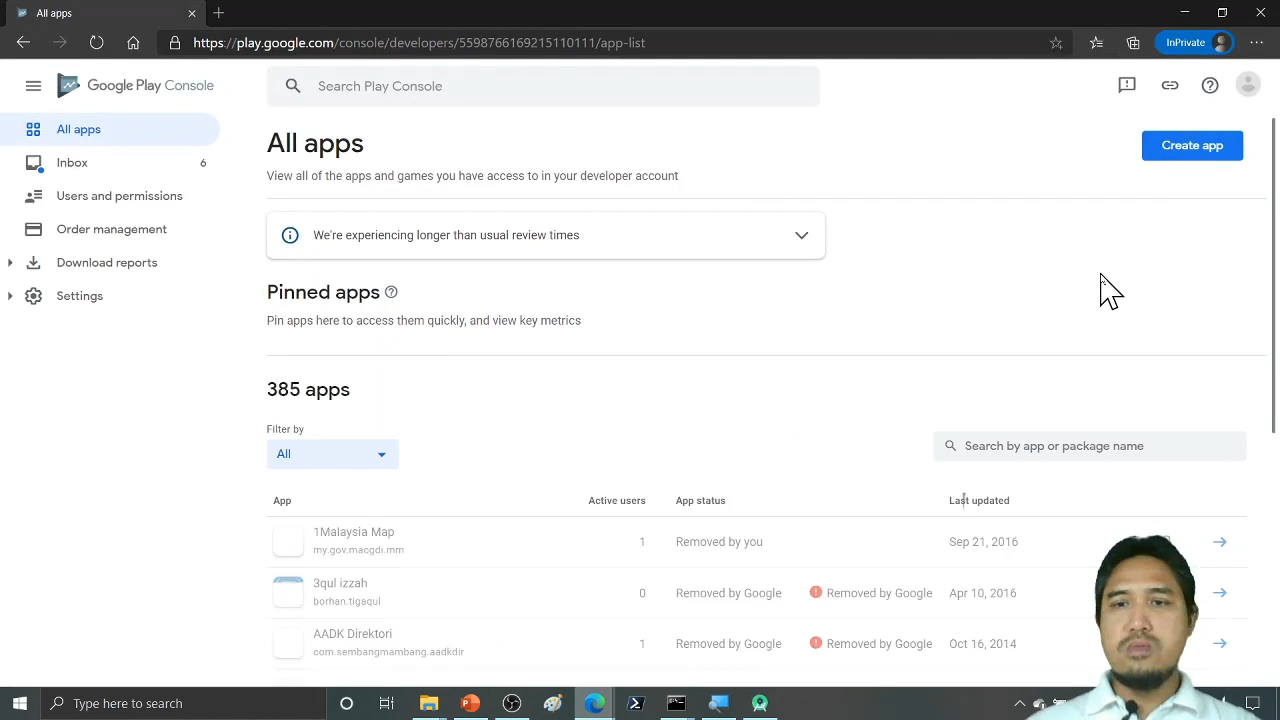 All apps
https://play.google.com/console/developers/5598766169215110111/app-list
InPrivate
Google Play Console
Search Play Console
All apps
Inbox 6
Users and permissions
Order management
Download reports
Settings
All apps
Create app
View all of the apps and games you have access to in your developer account
We're experiencing longer than usual review times
Pinned apps
Pin apps here to access them quickly, and view key metrics
385 apps
Filter by
All
Search by app or package name
App Active users App status Last updated
1Malaysia Map
my.gov.macgdi.mm
1 Removed by you Sep 21, 2016
3qul izzah
borhan.tigaqul
0 Removed by Google Removed by Google Apr 10, 2016
AADK Direktori
com.sembangmambang.aadkdir
1 Removed by Google Removed by Google Oct 16, 2014
Type here to search